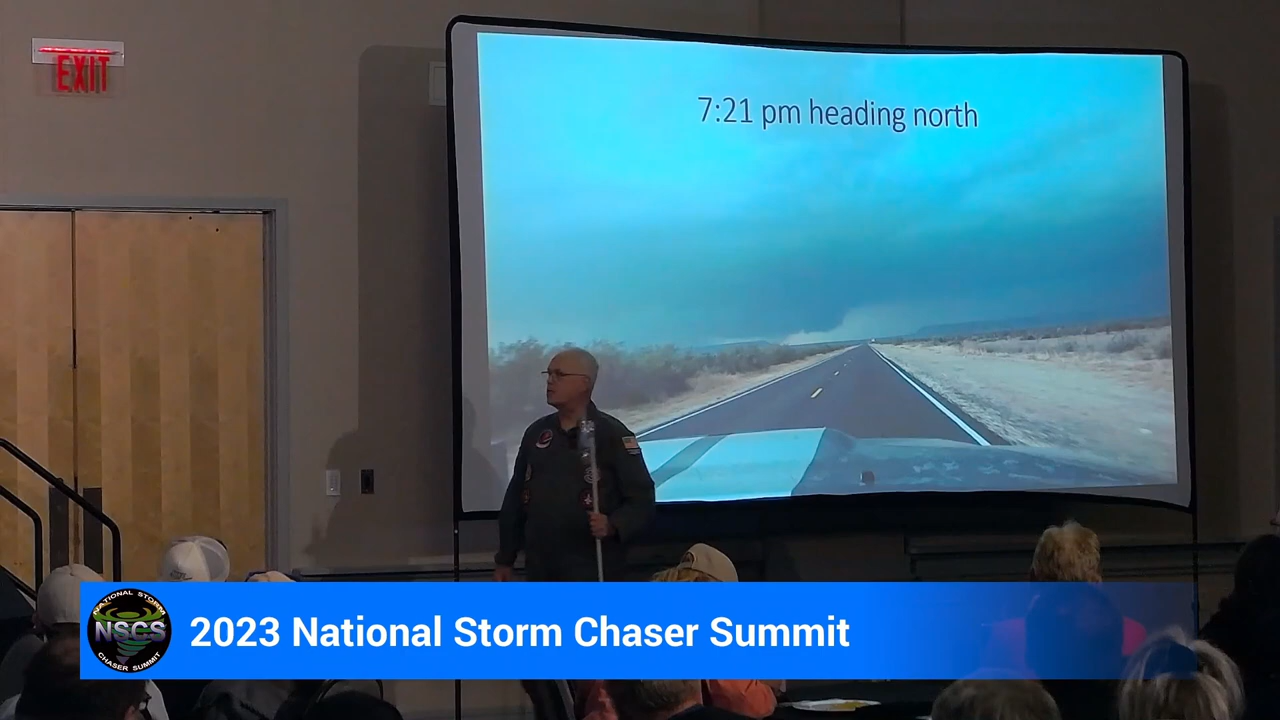 EXIT
7:21 pm heading north
NATIONAL STORM
NSCS
CHASER SUMMIT
2023 National Storm Chaser Summit